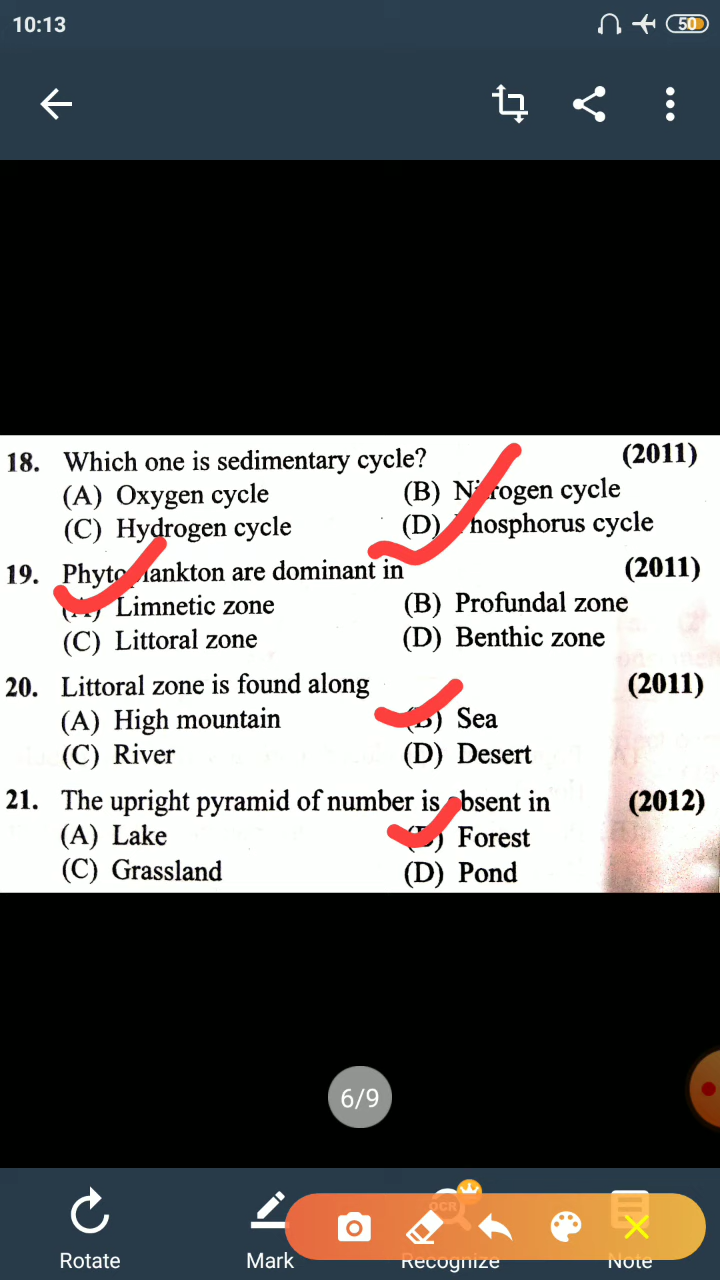 10:13
50
18. Which one is sedimentary cycle? (2011)
(A) Oxygen cycle (B) Nitrogen cycle
(C) Hydrogen cycle (D) Phosphorus cycle
19. Phytoplankton are dominant in (2011)
(A) Limnetic zone (B) Profundal zone
(C) Littoral zone (D) Benthic zone
20. Littoral zone is found along (2011)
(A) High mountain (B) Sea
(C) River (D) Desert
21. The upright pyramid of number is absent in (2012)
(A) Lake (B) Forest
(C) Grassland (D) Pond
6/9
OCR
Rotate Mark Recognize Note